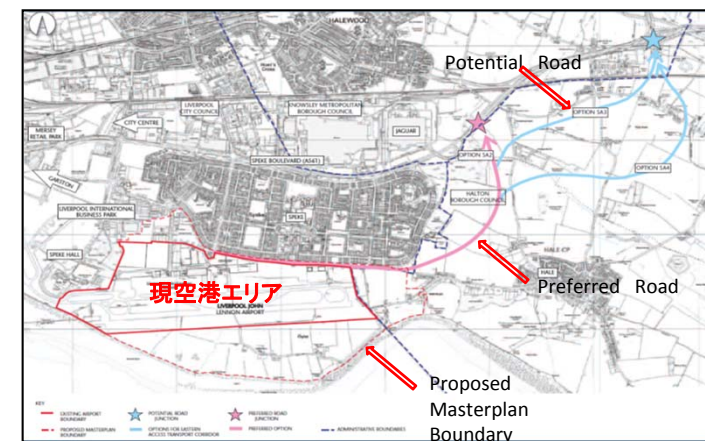 HALEWOOD
Potential Road
LIVERPOOL
CITY COUNCIL
KNOWSLEY METROPOLITAN
BOROUGH COUNCIL
CITY CENTRE
MERSEY
RETAIL PARK
JAGUAR
OPTION SA3
OPTION SA2
SPEKE BOULEVARD (A561)
OPTION SA4
GARSTON
HALTON
BOROUGH COUNCIL
LIVERPOOL INTERNATIONAL
BUSINESS PARK
SPEKE
SPEKE HALL
HALE CP
HALE
Preferred Road
現空港エリア
LIVERPOOL JOHN
LENNON AIRPORT
Proposed
Masterplan
Boundary
KEY
EXISTING AIRPORT
BOUNDARY
POTENTIAL ROAD
JUNCTION
PREFERRED ROAD
JUNCTION
PROPOSED MASTERPLAN
BOUNDARY
OPTIONS FOR EASTERN
ACCESS TRANSPORT CORRIDOR
PREFERRED OPTION
ADMINISTRATIVE BOUNDARIES